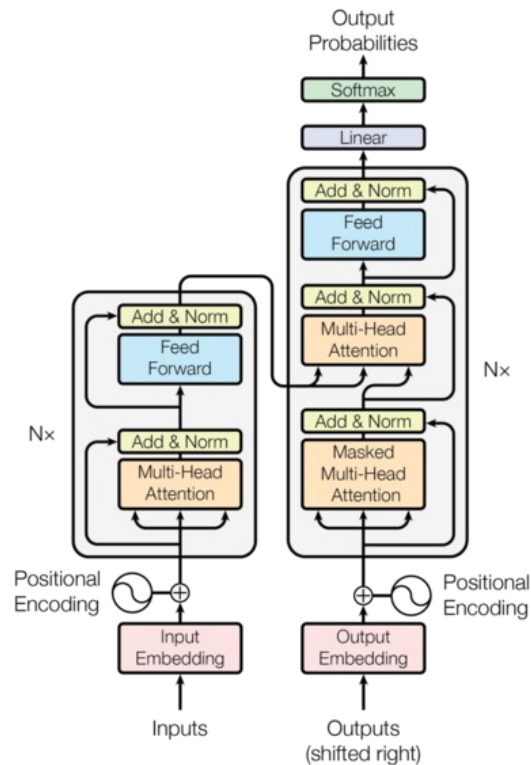 Output
Probabilities
Softmax
Linear
Add & Norm
Feed
Forward
Add & Norm
Multi-Head
Attention
Add & Norm
Masked
Multi-Head
Attention
N×
Positional
Encoding
Output
Embedding
Outputs
(shifted right)
Add & Norm
Feed
Forward
Add & Norm
Multi-Head
Attention
N×
Positional
Encoding
Input
Embedding
Inputs